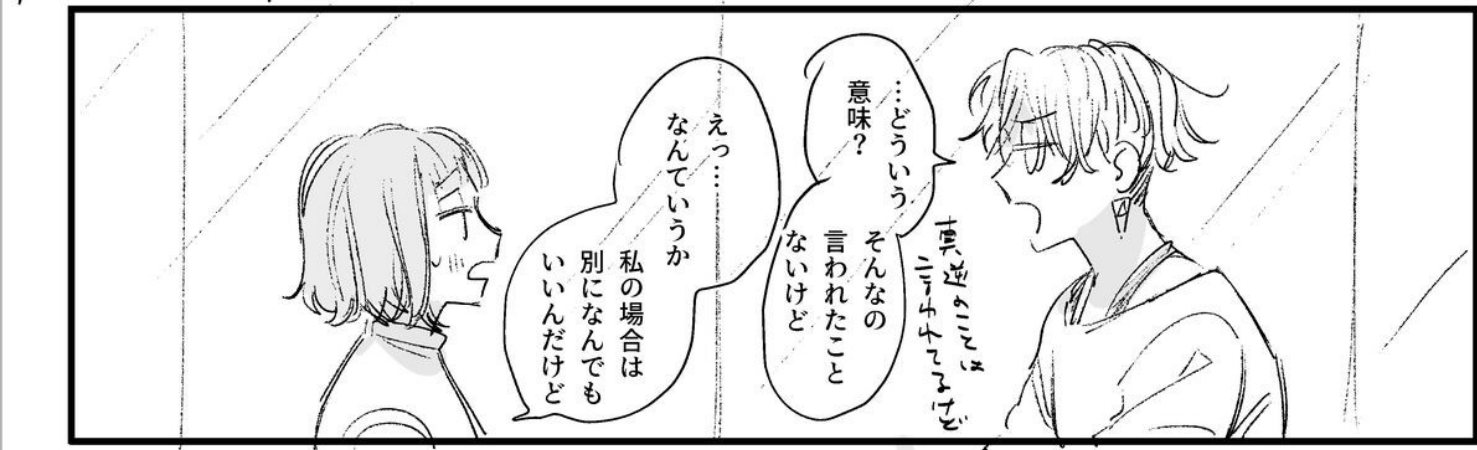 …どういう
意味?
そんなの
言われたこと
ないけど
真逆のことは
言われてるけど
えっ…
なんていうか
私の場合は
別になんでも
いいんだけど